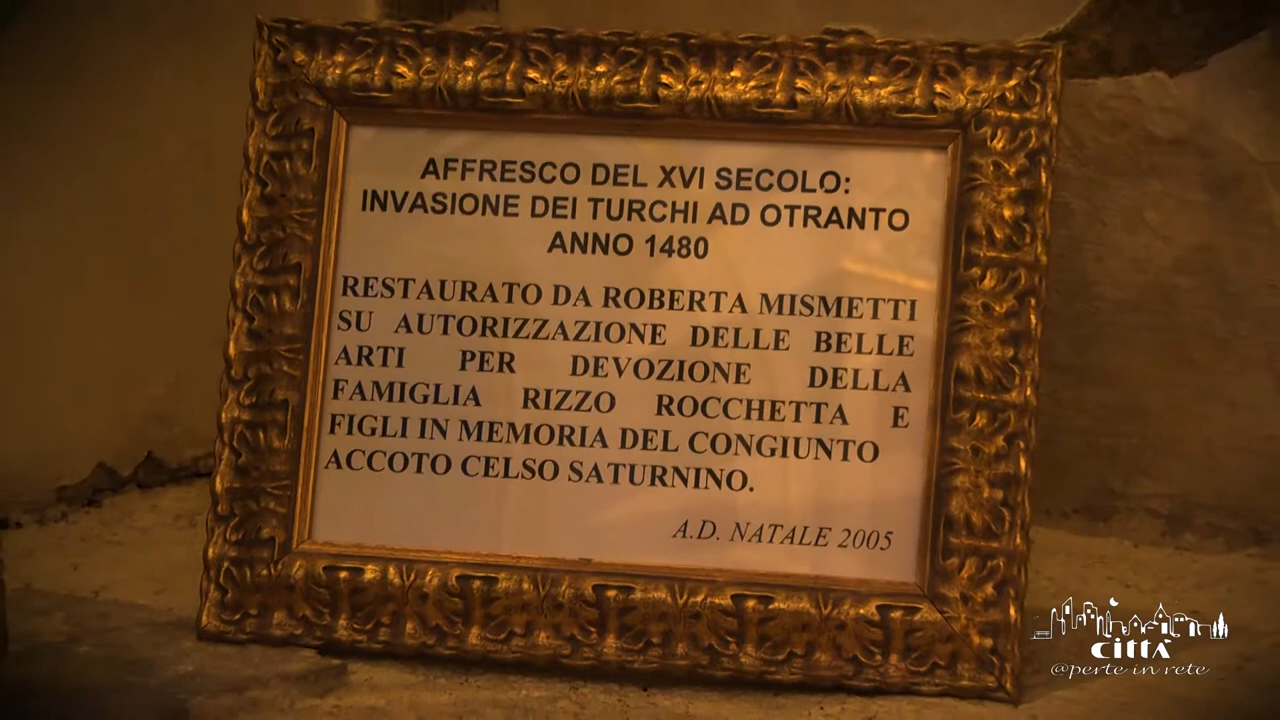 AFFRESCO DEL XVI SECOLO:
INVASIONE DEI TURCHI AD OTRANTO
ANNO 1480
RESTAURATO DA ROBERTA MISMETTI
SU AUTORIZZAZIONE DELLE BELLE
ARTI PER DEVOZIONE DELLA
FAMIGLIA RIZZO ROCCHETTA E
FIGLI IN MEMORIA DEL CONGIUNTO
ACCOTO CELSO SATURNINO.
A.D. NATALE 2005
CITTÀ
@perte in rete